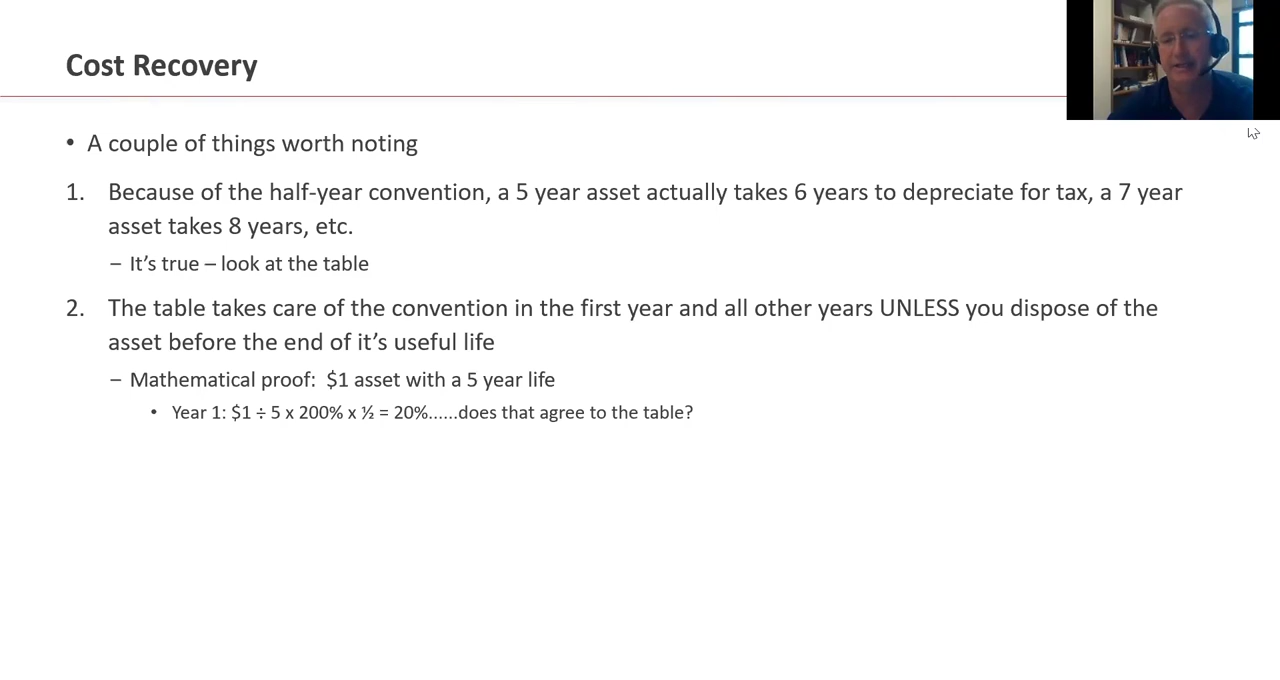 Cost Recovery
• A couple of things worth noting
1. Because of the half-year convention, a 5 year asset actually takes 6 years to depreciate for tax, a 7 year
asset takes 8 years, etc.
– It’s true – look at the table
2. The table takes care of the convention in the first year and all other years UNLESS you dispose of the
asset before the end of it’s useful life
– Mathematical proof:  $1 asset with a 5 year life
• Year 1: $1 ÷ 5 x 200% x ½ = 20%......does that agree to the table?